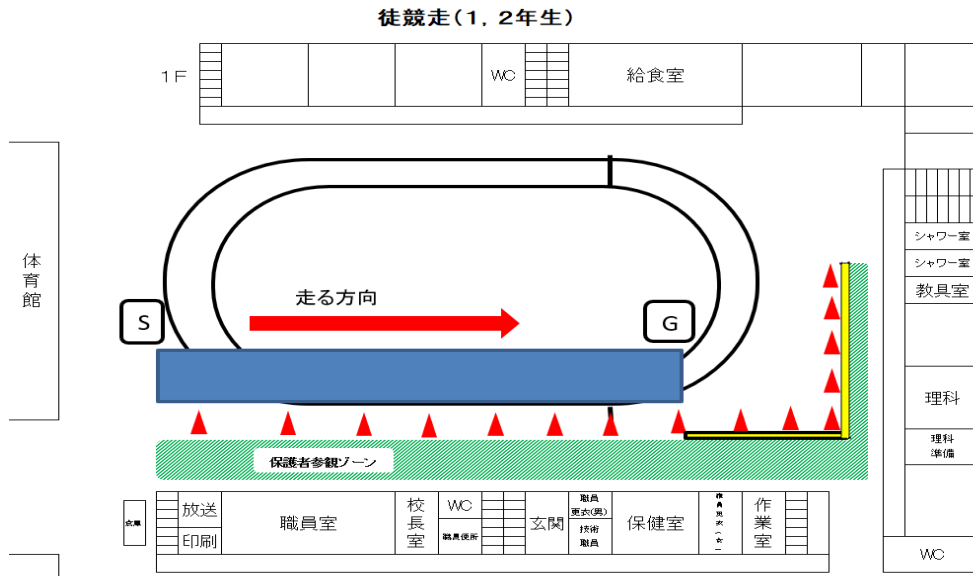 徒競走(1,2年生)
1F
WC
給食室
体育館
シャワー室
シャワー室
教具室
走る方向
S
G
理科
理科
準備
保護者参観ゾーン
放送
印刷
職員室
校長室
WC
職員便所
玄関
職員
更衣(男)
技術
職員
保健室
作業室
WC